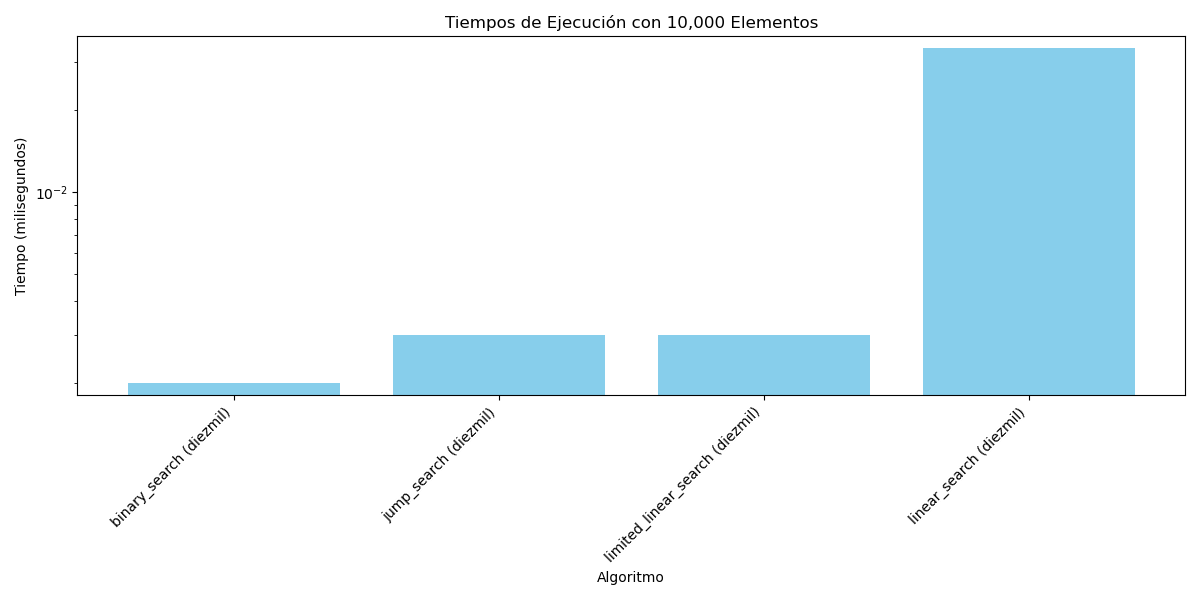 Tiempos de Ejecución con 10,000 Elementos
Tiempo (milisegundos)
10⁻²
binary_search (diezmil)
jump_search (diezmil)
limited_linear_search (diezmil)
linear_search (diezmil)
Algoritmo